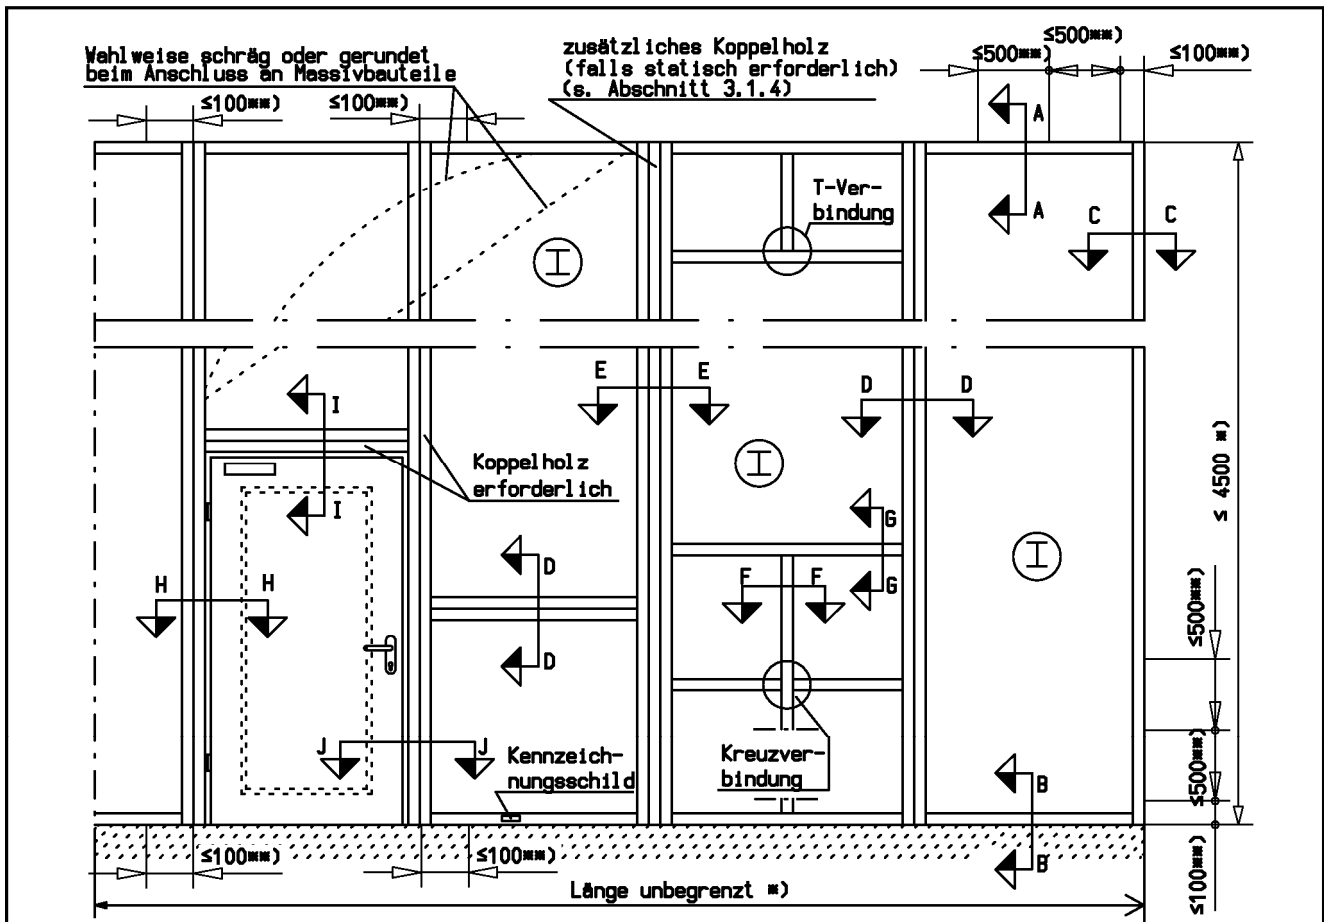 Wahlweise schräg oder gerundet
beim Anschluss an Massivbauteile
zusätzliches Koppelholz
(falls statisch erforderlich)
(s. Abschnitt 3.1.4)
≤500**)
≤500**)
≤100**)
≤100**)
≤100**)
A
A
T-Ver-
bindung
C
C
I
I
I
E
E
D
D
I
I
Koppelholz
erforderlich
≤ 4500 *)
G
G
D
D
F
F
H
H
≤500**)
J
J
Kennzeich-
nungsschild
Kreuzver-
bindung
≤500**)
B
B
≤100**)
≤100**)
≤100**)
Länge unbegrenzt *)